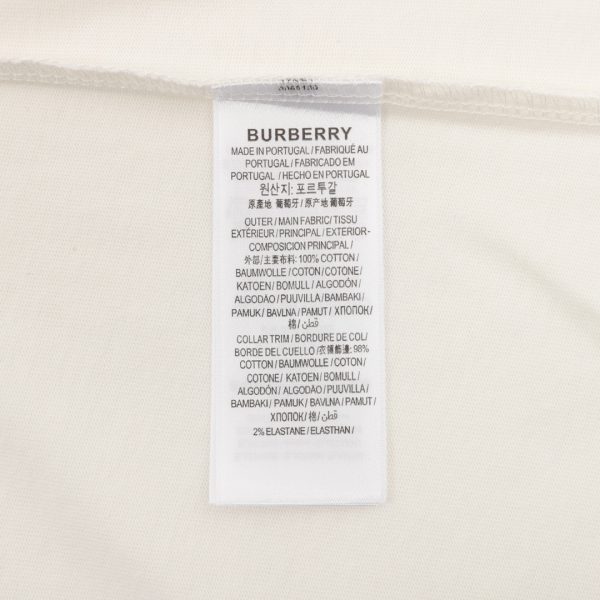 BURBERRY
MADE IN PORTUGAL / FABRIQUÉ AU
PORTUGAL / FABRICADO EM
PORTUGAL / HECHO EN PORTUGAL
원산지: 포르투갈
原產地 葡萄牙 / 原产地 葡萄牙
OUTER / MAIN FABRIC / TISSU
EXTÉRIEUR / PRINCIPAL / EXTERIOR-
COMPOSICION PRINCIPAL /
外部/主要布料: 100% COTTON /
BAUMWOLLE / COTON / COTONE /
KATOEN / BOMULL / ALGODÓN /
ALGODÃO / PUUVILLA / BAMBAKI /
PAMUK / BAVLNA / PAMUT / ХЛОПОК /
棉 / قطن /
COLLAR TRIM / BORDURE DE COL /
BORDE DEL CUELLO / 衣領飾邊: 98%
COTTON / BAUMWOLLE / COTON /
COTONE / KATOEN / BOMULL /
ALGODÓN / ALGODÃO / PUUVILLA /
BAMBAKI / PAMUK / BAVLNA / PAMUT /
ХЛОПОК / 棉 / قطن /
2% ELASTANE / ELASTHAN /